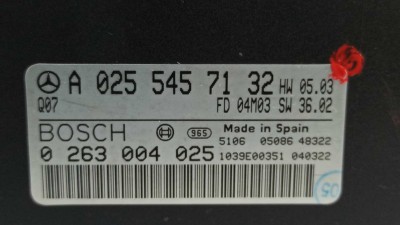 A 025 545 71 32 HW 05.03
Q07 FD 04M03 SW 36.02
BOSCH 965 Made in Spain
5106 05086 48322
0 263 004 025 1039E00351 040322
05